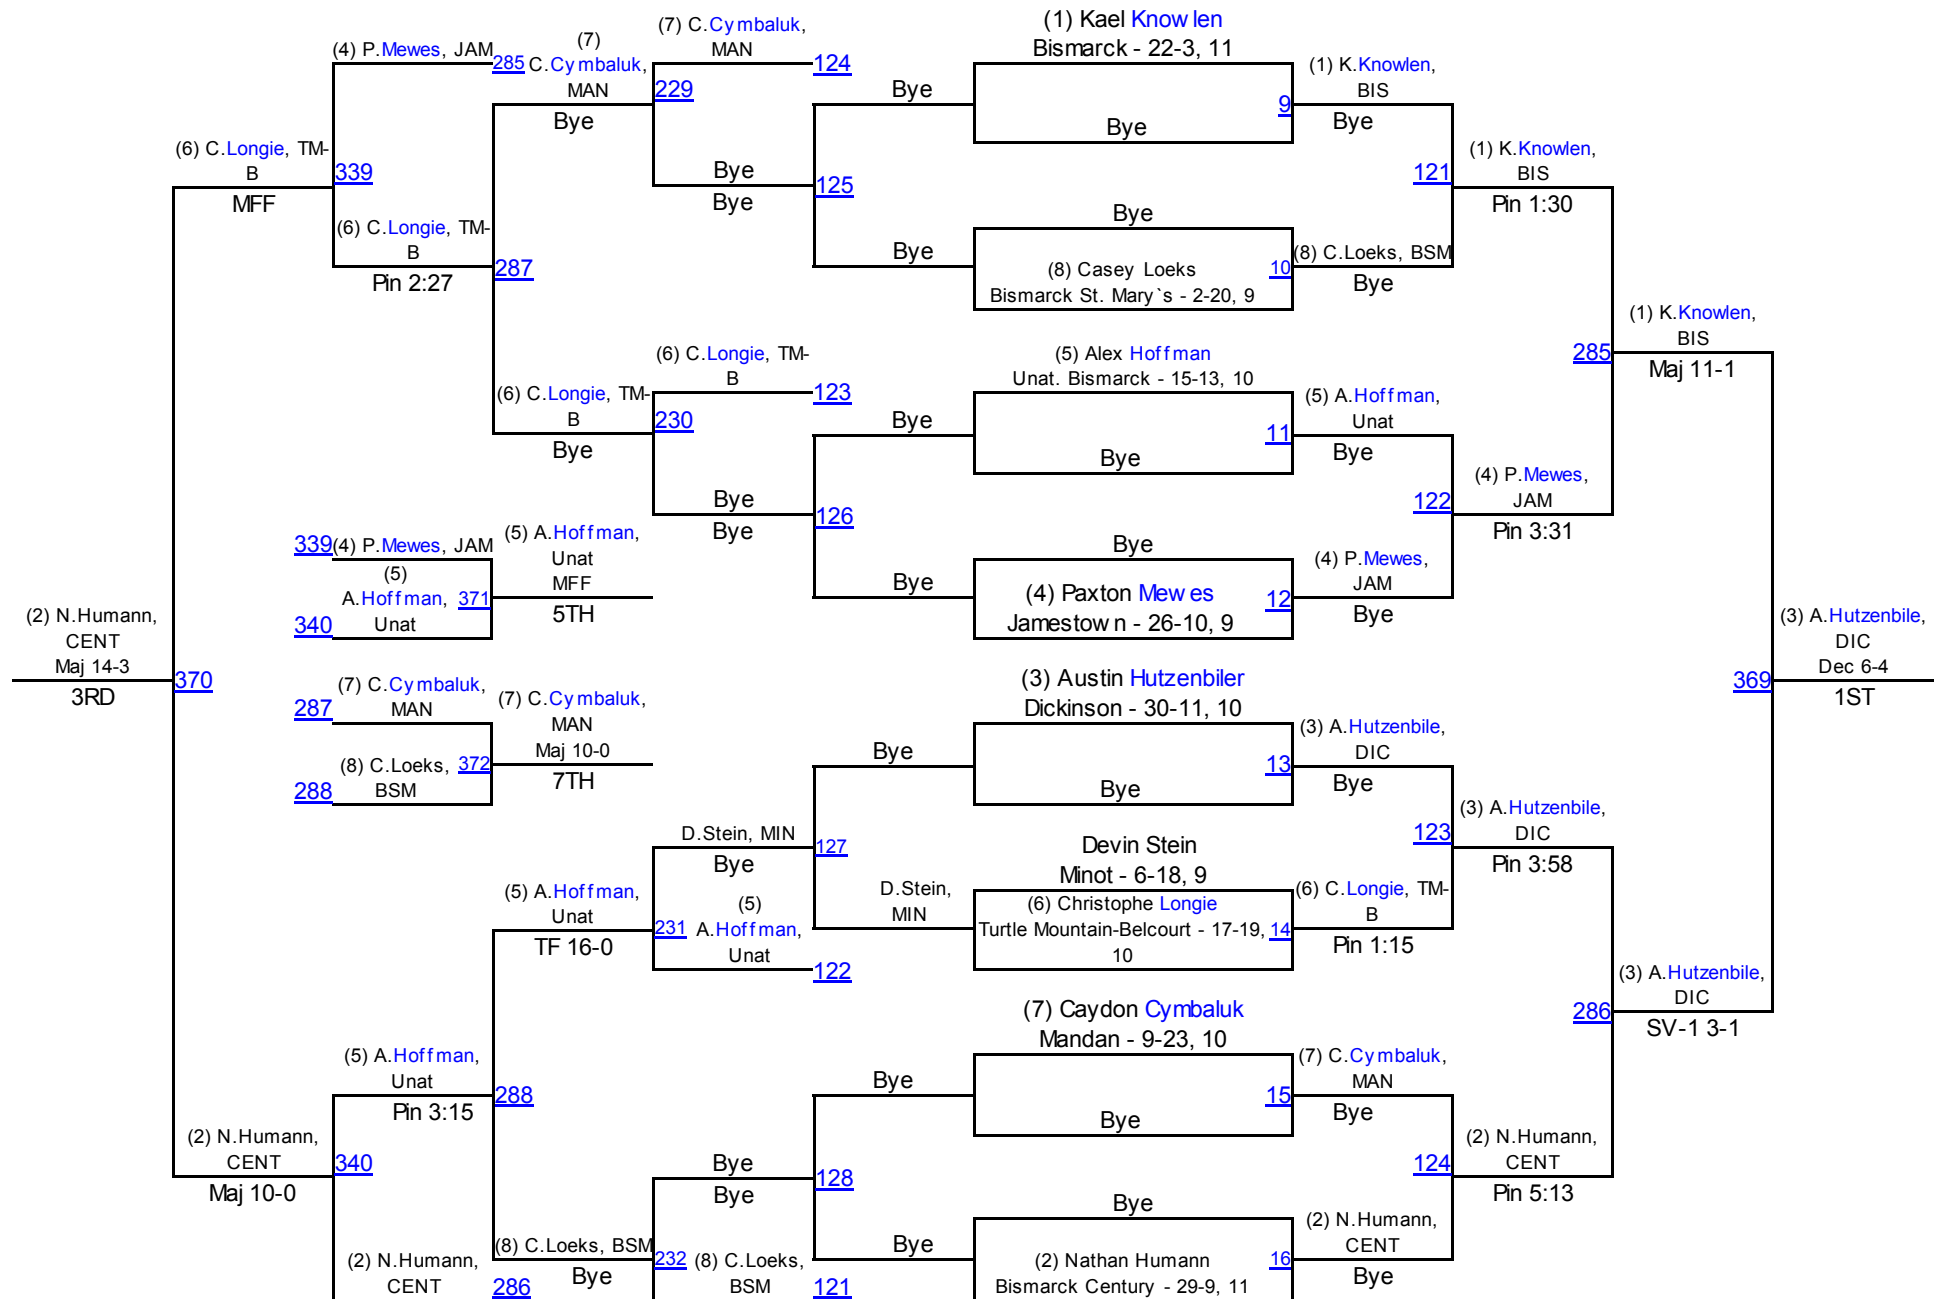 (4) P.Mewes, JAM
285
(6) C.Longie, TM-
B
MFF
339
(6) C.Longie, TM-
B
Pin 2:27
(7)
C.Cymbaluk,
MAN
Bye
287
(6) C.Longie, TM-
B
Bye
(7) C.Cymbaluk,
MAN
124
229
Bye
Bye
125
(6) C.Longie, TM-
B
123
230
Bye
Bye
126
339
(4) P.Mewes, JAM
(5)
A.Hoffman,
Unat
340
371
(5) A.Hoffman,
Unat
MFF
5TH
(2) N.Humann,
CENT
Maj 14-3
3RD
370
287
(7) C.Cymbaluk,
MAN
(8) C.Loeks,
BSM
288
372
(7) C.Cymbaluk,
MAN
Maj 10-0
7TH
D.Stein, MIN
Bye
127
(5) A.Hoffman,
Unat
TF 16-0
231
(5)
A.Hoffman,
Unat
122
(5) A.Hoffman,
Unat
Pin 3:15
288
(2) N.Humann,
CENT
Maj 10-0
340
(2) N.Humann,
CENT
286
(8) C.Loeks, BSM
Bye
232
Bye
Bye
128
(8) C.Loeks,
BSM
121
Bye
(1) Kael Knowlen
Bismarck - 22-3, 11
Bye
9
(1) K.Knowlen,
BIS
Bye
Bye
Bye
(8) Casey Loeks
Bismarck St. Mary`s - 2-20, 9
10
(8) C.Loeks, BSM
Bye
121
(1) K.Knowlen,
BIS
Pin 1:30
Bye
(5) Alex Hoffman
Unat. Bismarck - 15-13, 10
Bye
11
(5) A.Hoffman,
Unat
Bye
Bye
Bye
(4) Paxton Mewes
Jamestown - 26-10, 9
12
(4) P.Mewes,
JAM
Bye
122
(4) P.Mewes,
JAM
Pin 3:31
285
(1) K.Knowlen,
BIS
Maj 11-1
Bye
(3) Austin Hutzenbiler
Dickinson - 30-11, 10
Bye
13
(3) A.Hutzenbile,
DIC
Bye
D.Stein,
MIN
Devin Stein
Minot - 6-18, 9
(6) Christophe Longie
Turtle Mountain-Belcourt - 17-19,
10
14
(6) C.Longie, TM-
B
Pin 1:15
123
(3) A.Hutzenbile,
DIC
Pin 3:58
Bye
(7) Caydon Cymbaluk
Mandan - 9-23, 10
Bye
15
(7) C.Cymbaluk,
MAN
Bye
Bye
Bye
(2) Nathan Humann
Bismarck Century - 29-9, 11
16
(2) N.Humann,
CENT
Bye
124
(2) N.Humann,
CENT
Pin 5:13
286
(3) A.Hutzenbile,
DIC
SV-1 3-1
369
(3) A.Hutzenbile,
DIC
Dec 6-4
1ST